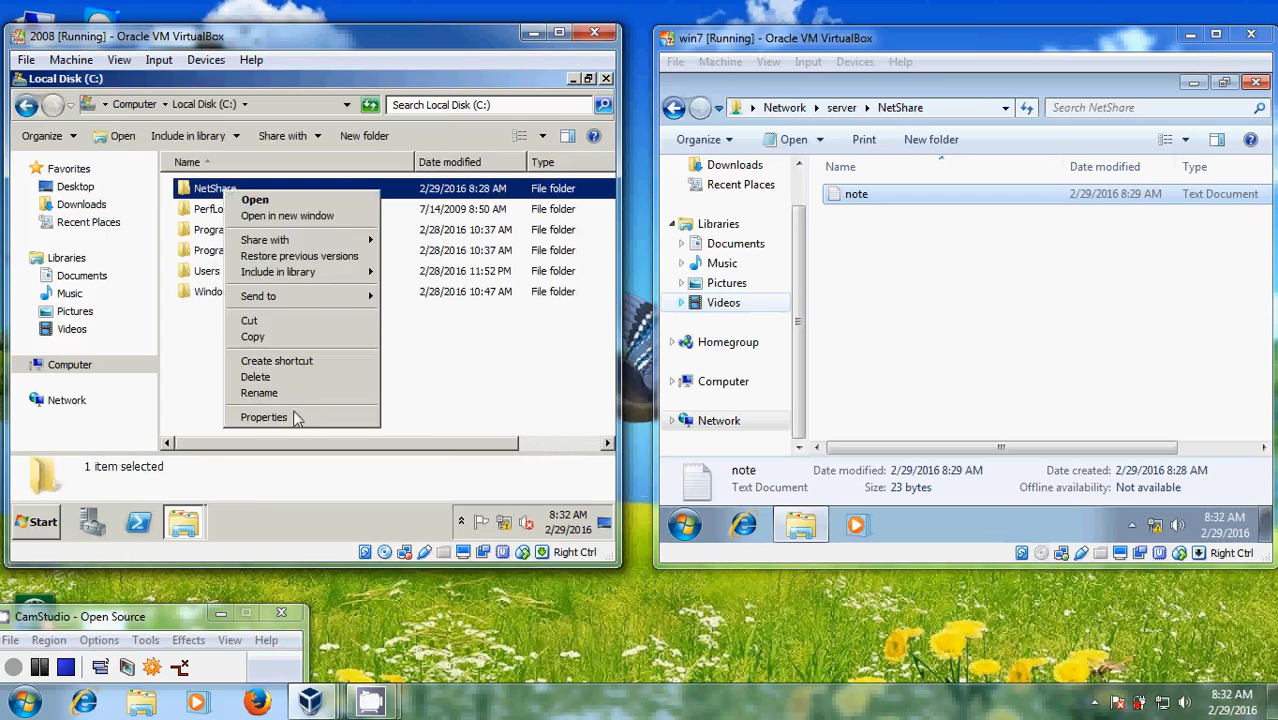 2008 [Running] - Oracle VM VirtualBox
File Machine View Input Devices Help
Local Disk (C:)
Computer Local Disk (C:) Search Local Disk (C:)
Organize Open Include in library Share with New folder
Favorites
Desktop
Downloads
Recent Places
Libraries
Documents
Music
Pictures
Videos
Computer
Network
Name Date modified Type
NetShare 2/29/2016 8:28 AM File folder
PerfLo 7/14/2009 8:50 AM File folder
Progra 2/28/2016 10:37 AM File folder
Progra 2/28/2016 10:37 AM File folder
Users 2/28/2016 11:52 PM File folder
Windo 2/28/2016 10:47 AM File folder
Open
Open in new window
Share with
Restore previous versions
Include in library
Send to
Cut
Copy
Create shortcut
Delete
Rename
Properties
1 item selected
Start
8:32 AM
2/29/2016
Right Ctrl
win7 [Running] - Oracle VM VirtualBox
File Machine View Input Devices Help
Network server NetShare Search NetShare
Organize Open Print New folder
Downloads
Recent Places
Libraries
Documents
Music
Pictures
Videos
Homegroup
Computer
Network
Name Date modified Type
note 2/29/2016 8:29 AM Text Document
note Date modified: 2/29/2016 8:29 AM Date created: 2/29/2016 8:28 AM
Text Document Size: 23 bytes Offline availability: Not available
8:32 AM
2/29/2016
Right Ctrl
CamStudio - Open Source
File Region Options Tools Effects View Help
8:32 AM
2/29/2016